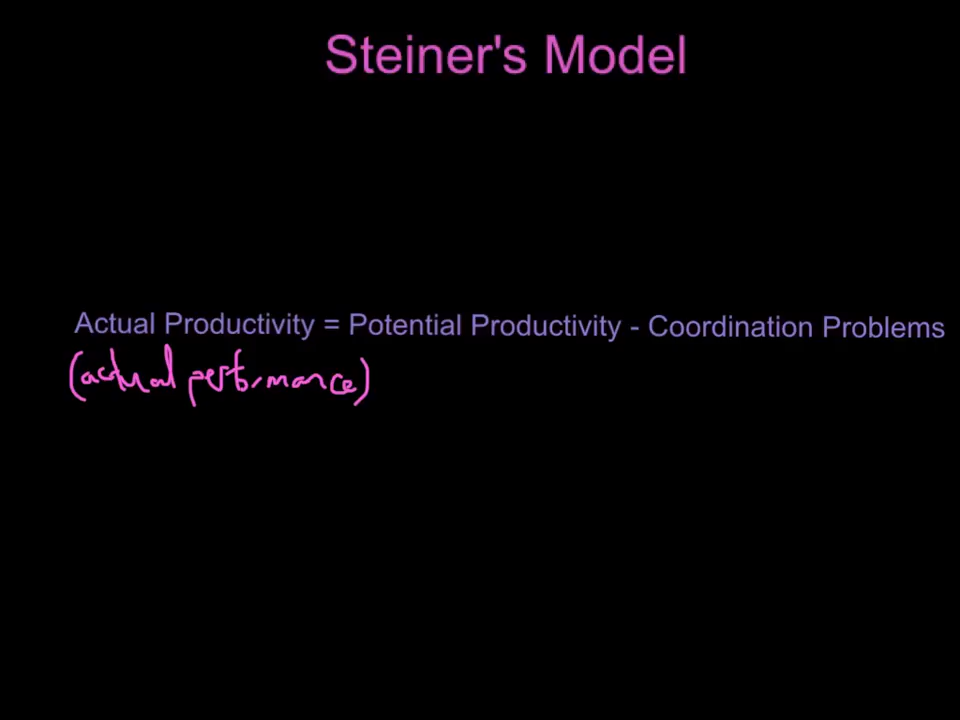 Steiner's Model
Actual Productivity = Potential Productivity - Coordination Problems
(actual performance)